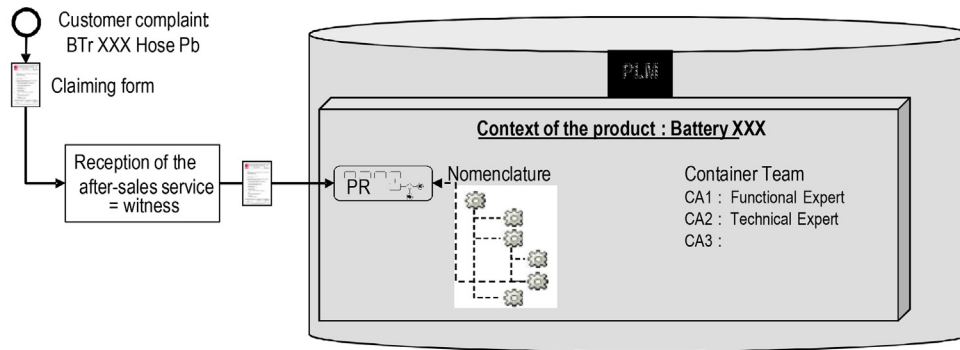 Customer complaint
BTr XXX Hose Pb
Claiming form
Reception of the
after-sales service
= witness
PLM
Context of the product : Battery XXX
PR
Nomenclature
Container Team
CA1 : Functional Expert
CA2 : Technical Expert
CA3 :